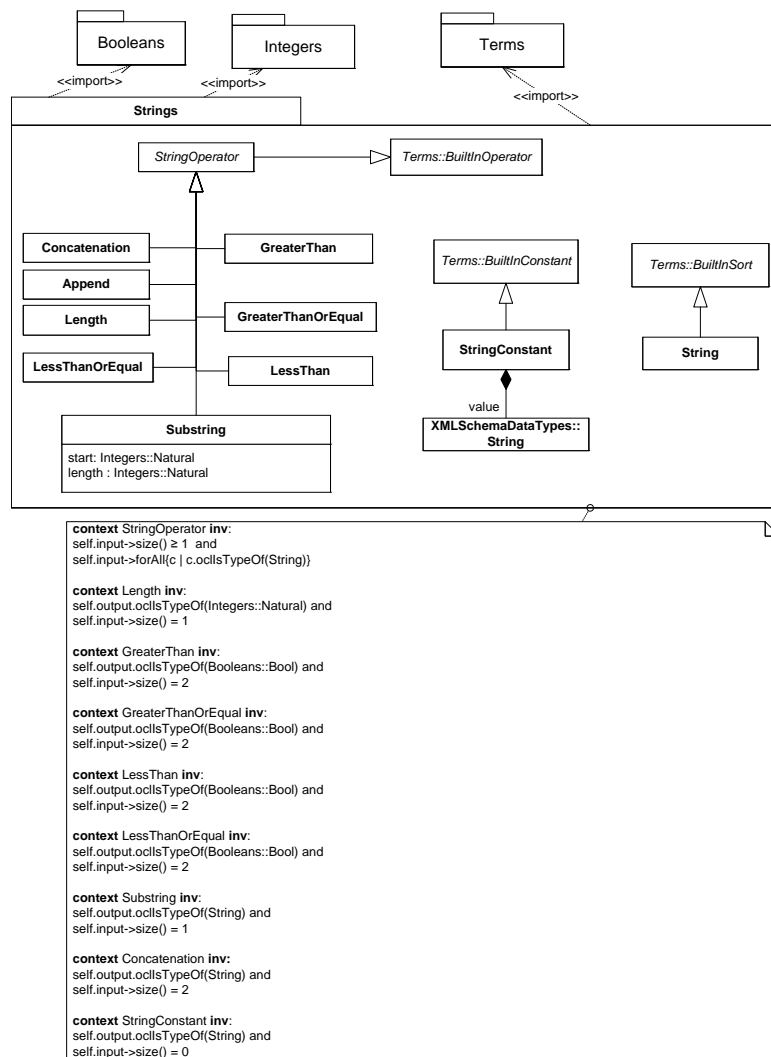 Booleans
Integers
Terms
<<import>>
<<import>>
<<import>>
Strings
StringOperator
Terms::BuiltInOperator
Concatenation
GreaterThan
Append
Length
GreaterThanOrEqual
LessThanOrEqual
LessThan
Terms::BuiltInConstant
Terms::BuiltInSort
StringConstant
String
value
XMLSchemaDataTypes::
String
Substring
start: Integers::Natural
length : Integers::Natural
context StringOperator inv:
self.input->size() ≥ 1 and
self.input->forAll{c | c.oclIsTypeOf(String)}
context Length inv:
self.output.oclIsTypeOf(Integers::Natural) and
self.input->size() = 1
context GreaterThan inv:
self.output.oclIsTypeOf(Booleans::Bool) and
self.input->size() = 2
context GreaterThanOrEqual inv:
self.output.oclIsTypeOf(Booleans::Bool) and
self.input->size() = 2
context LessThan inv:
self.output.oclIsTypeOf(Booleans::Bool) and
self.input->size() = 2
context LessThanOrEqual inv:
self.output.oclIsTypeOf(Booleans::Bool) and
self.input->size() = 2
context Substring inv:
self.output.oclIsTypeOf(String) and
self.input->size() = 1
context Concatenation inv:
self.output.oclIsTypeOf(String) and
self.input->size() = 2
context StringConstant inv:
self.output.oclIsTypeOf(String) and
self.input->size() = 0